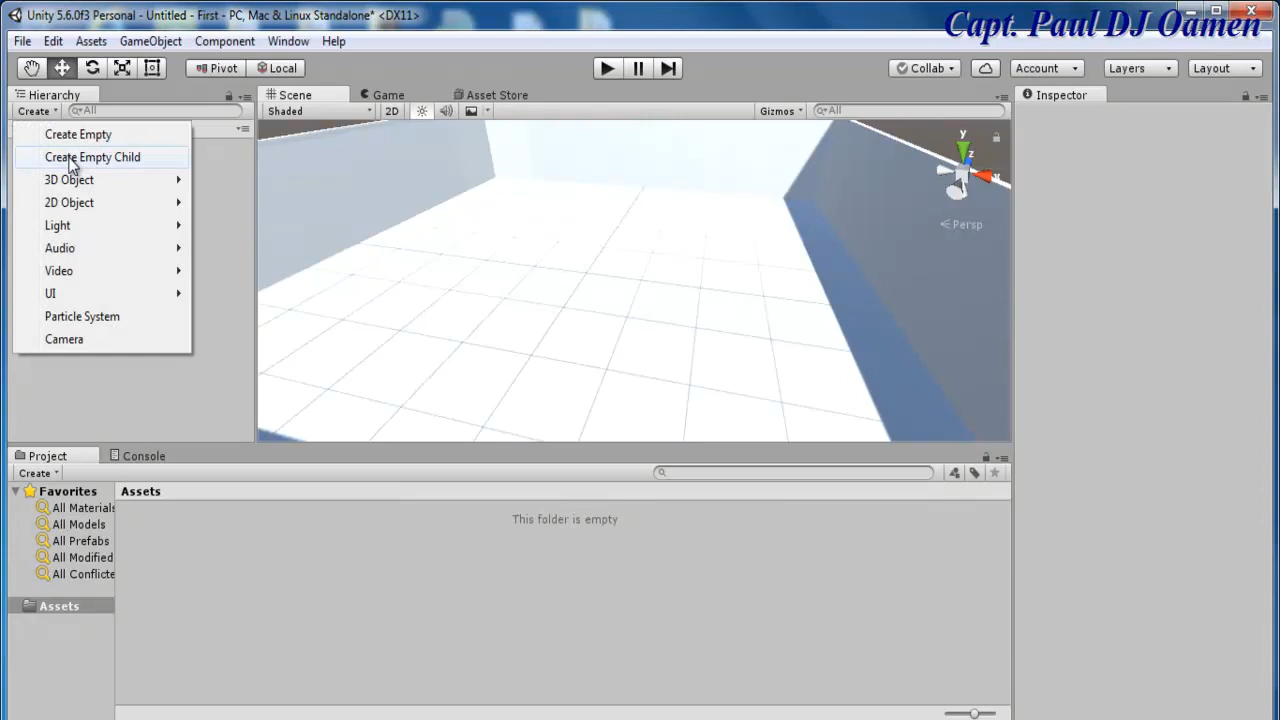 Unity 5.6.0f3 Personal - Untitled - First - PC, Mac & Linux Standalone* <DX11>
Capt. Paul DJ Oamen
File Edit Assets GameObject Component Window Help
Pivot Local Collab Account Layers Layout
Hierarchy Scene Game Asset Store Inspector
Create All Shaded 2D Gizmos All
Create Empty
Create Empty Child
3D Object
2D Object
Light
Audio
Video
UI
Particle System
Camera
y
z
x
Persp
Project Console
Create
Favorites Assets
All Materials
All Models
All Prefabs
All Modified
All Conflicte
Assets
This folder is empty